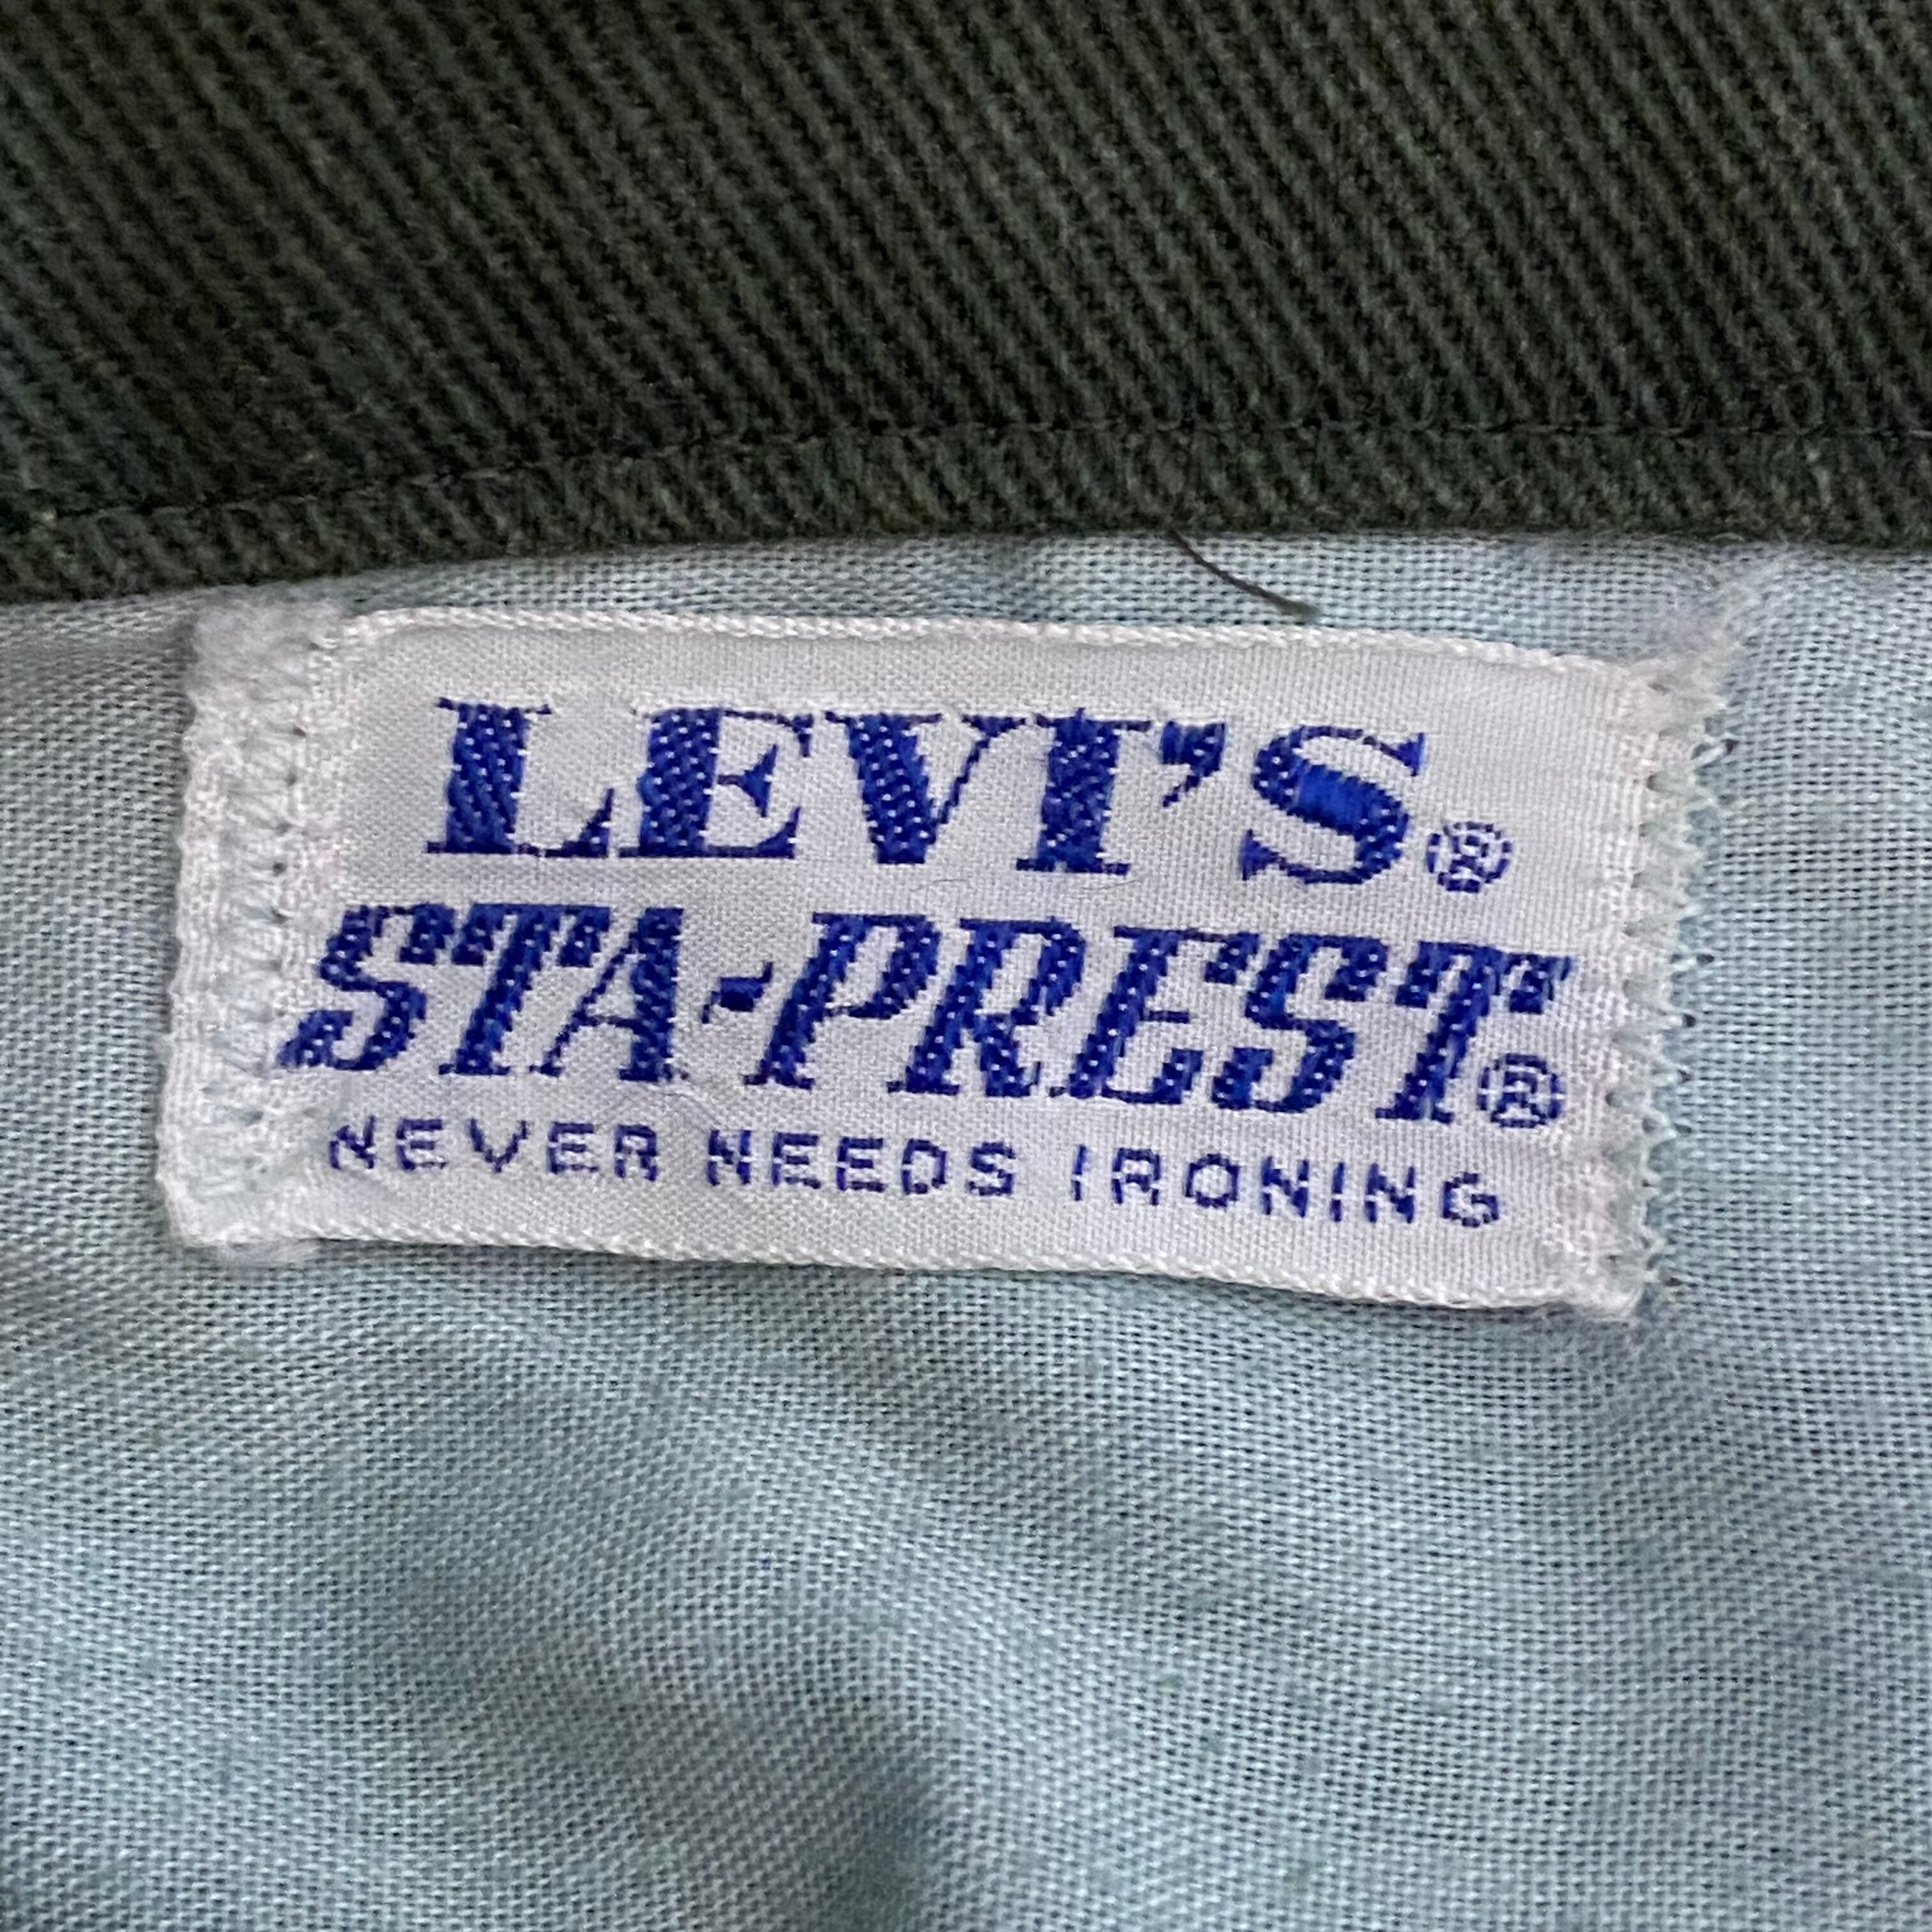 LEVI'S®
STA-PREST®
NEVER NEEDS IRONING